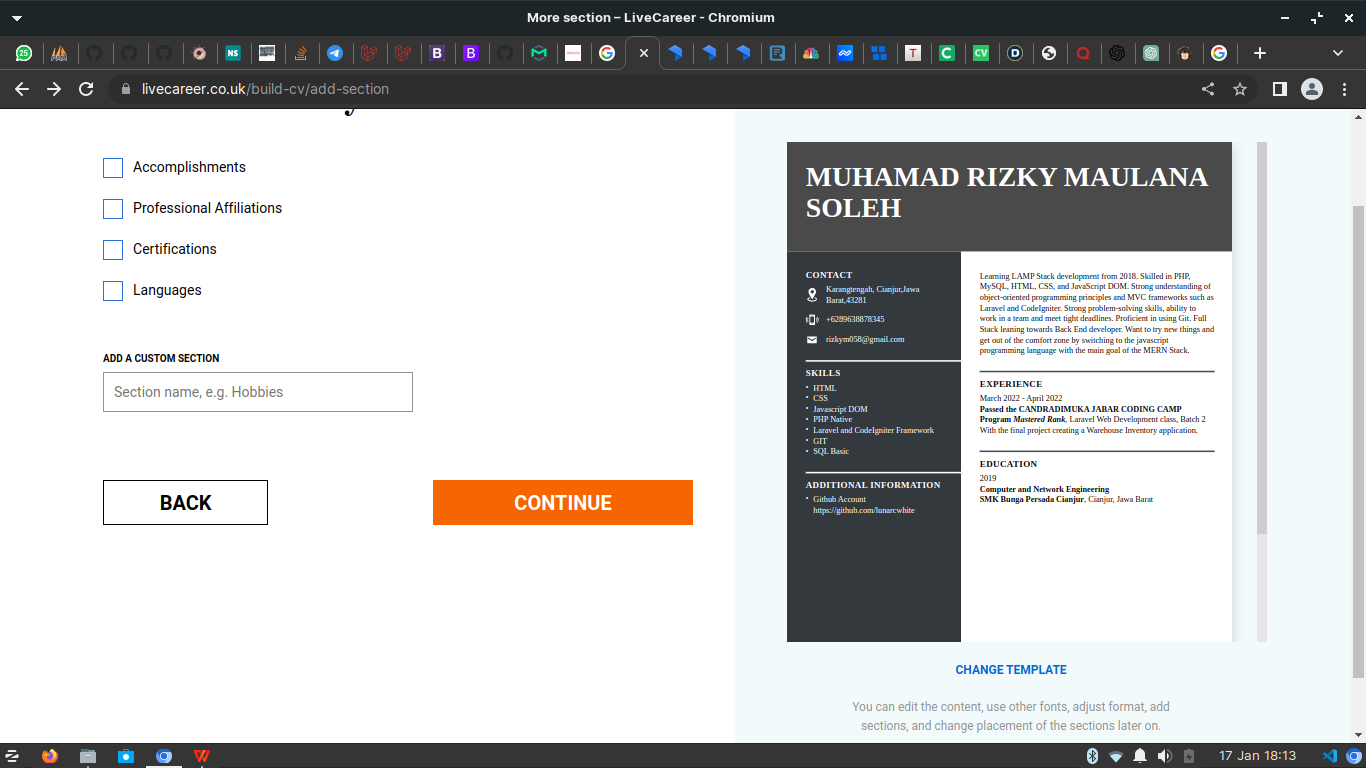 More section – LiveCareer - Chromium
25
NS
B
B
T
C
CV
D
livecareer.co.uk/build-cv/add-section
Accomplishments
Professional Affiliations
Certifications
Languages
ADD A CUSTOM SECTION
Section name, e.g. Hobbies
BACK
CONTINUE
MUHAMAD RIZKY MAULANA
SOLEH
CONTACT
Karangtengah, Cianjur,Jawa
Barat,43281
+6289638878345
rizkym058@gmail.com
SKILLS
• HTML
• CSS
• Javascript DOM
• PHP Native
• Laravel and CodeIgniter Framework
• GIT
• SQL Basic
ADDITIONAL INFORMATION
• Github Account
https://github.com/lunarcwhite
Learning LAMP Stack development from 2018. Skilled in PHP,
MySQL, HTML, CSS, and JavaScript DOM. Strong understanding of
object-oriented programming principles and MVC frameworks such as
Laravel and CodeIgniter. Strong problem-solving skills, ability to
work in a team and meet tight deadlines. Proficient in using Git. Full
Stack leaning towards Back End developer. Want to try new things and
get out of the comfort zone by switching to the javascript
programming language with the main goal of the MERN Stack.
EXPERIENCE
March 2022 - April 2022
Passed the CANDRADIMUKA JABAR CODING CAMP
Program Mastered Rank, Laravel Web Development class, Batch 2
With the final project creating a Warehouse Inventory application.
EDUCATION
2019
Computer and Network Engineering
SMK Bunga Persada Cianjur, Cianjur, Jawa Barat
CHANGE TEMPLATE
You can edit the content, use other fonts, adjust format, add
sections, and change placement of the sections later on.
17 Jan 18:13